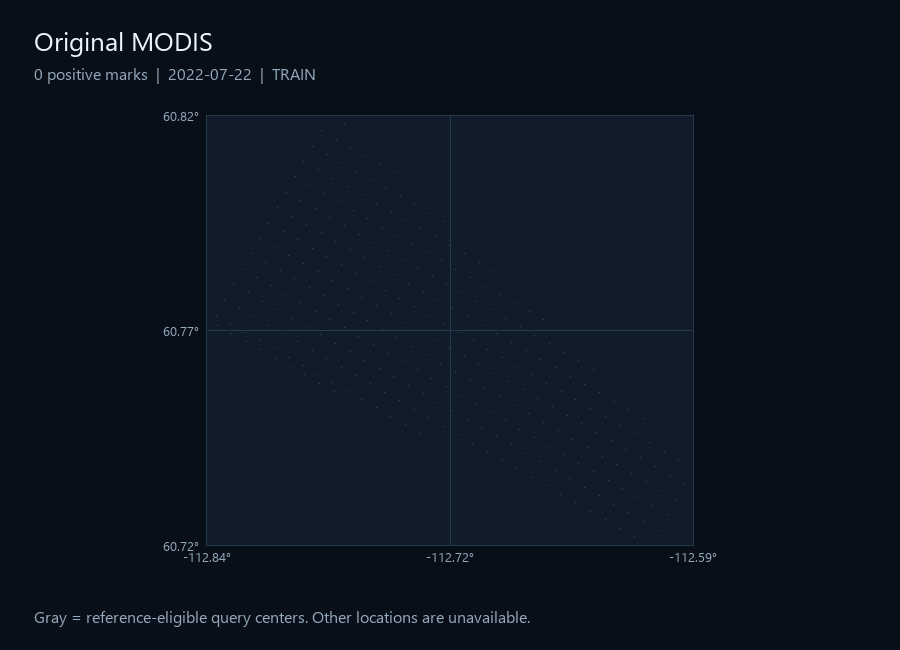 Original MODIS
0 positive marks | 2022-07-22 | TRAIN
60.82°
60.77°
60.72°
-112.84°
-112.72°
-112.59°
Gray = reference-eligible query centers. Other locations are unavailable.